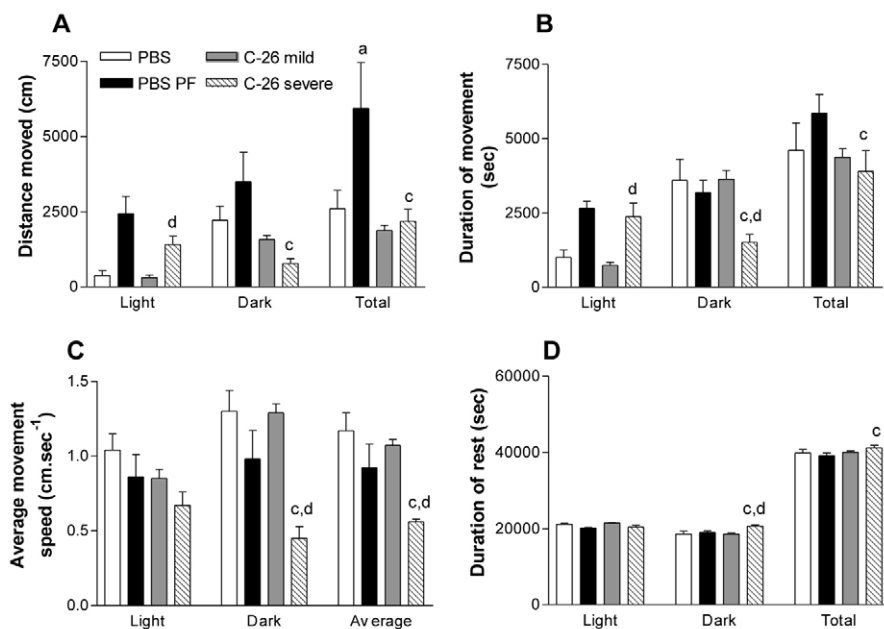 A
PBS
C-26 mild
PBS PF
C-26 severe
Distance moved (cm)
7500
5000
2500
0
d
c
a
c
Light
Dark
Total
B
Duration of movement
(sec)
7500
5000
2500
0
d
c,d
c
Light
Dark
Total
C
Average movement
speed (cm.sec⁻¹)
1.5
1.0
0.5
0.0
c,d
c,d
Light
Dark
Average
D
Duration of rest (sec)
60000
40000
20000
0
c,d
c
Light
Dark
Total